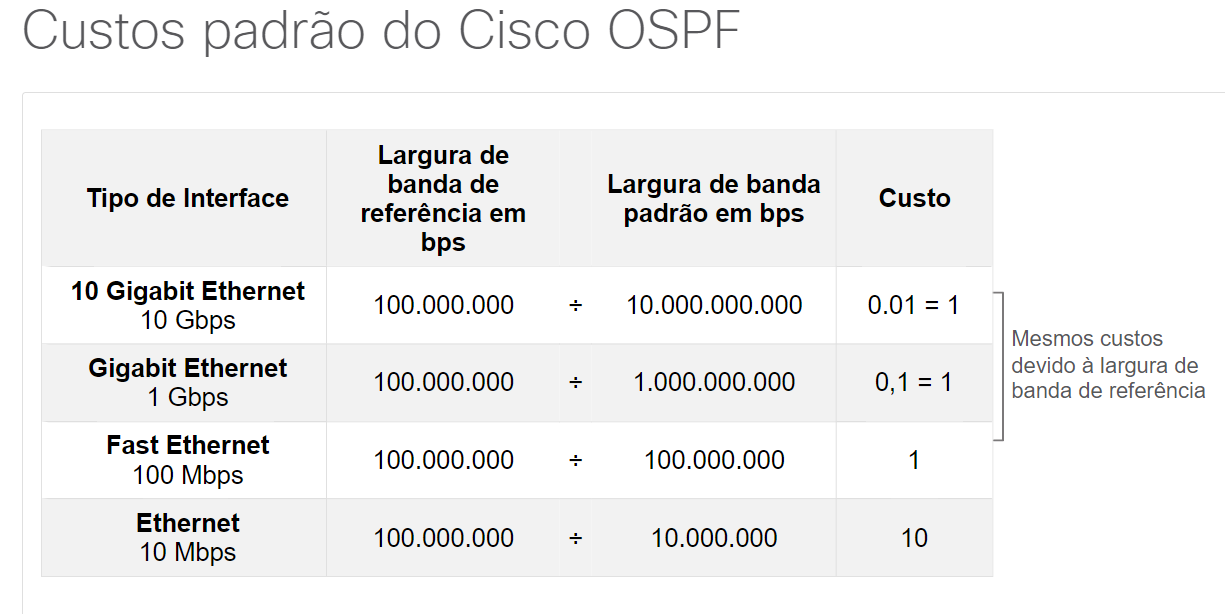 Custos padrão do Cisco OSPF
Tipo de Interface
Largura de
banda de
referência em
bps
Largura de banda
padrão em bps
Custo
10 Gigabit Ethernet
10 Gbps
100.000.000 ÷ 10.000.000.000 0.01 = 1
Gigabit Ethernet
1 Gbps
100.000.000 ÷ 1.000.000.000 0,1 = 1
Fast Ethernet
100 Mbps
100.000.000 ÷ 100.000.000 1
Ethernet
10 Mbps
100.000.000 ÷ 10.000.000 10
Mesmos custos
devido à largura de
banda de referência